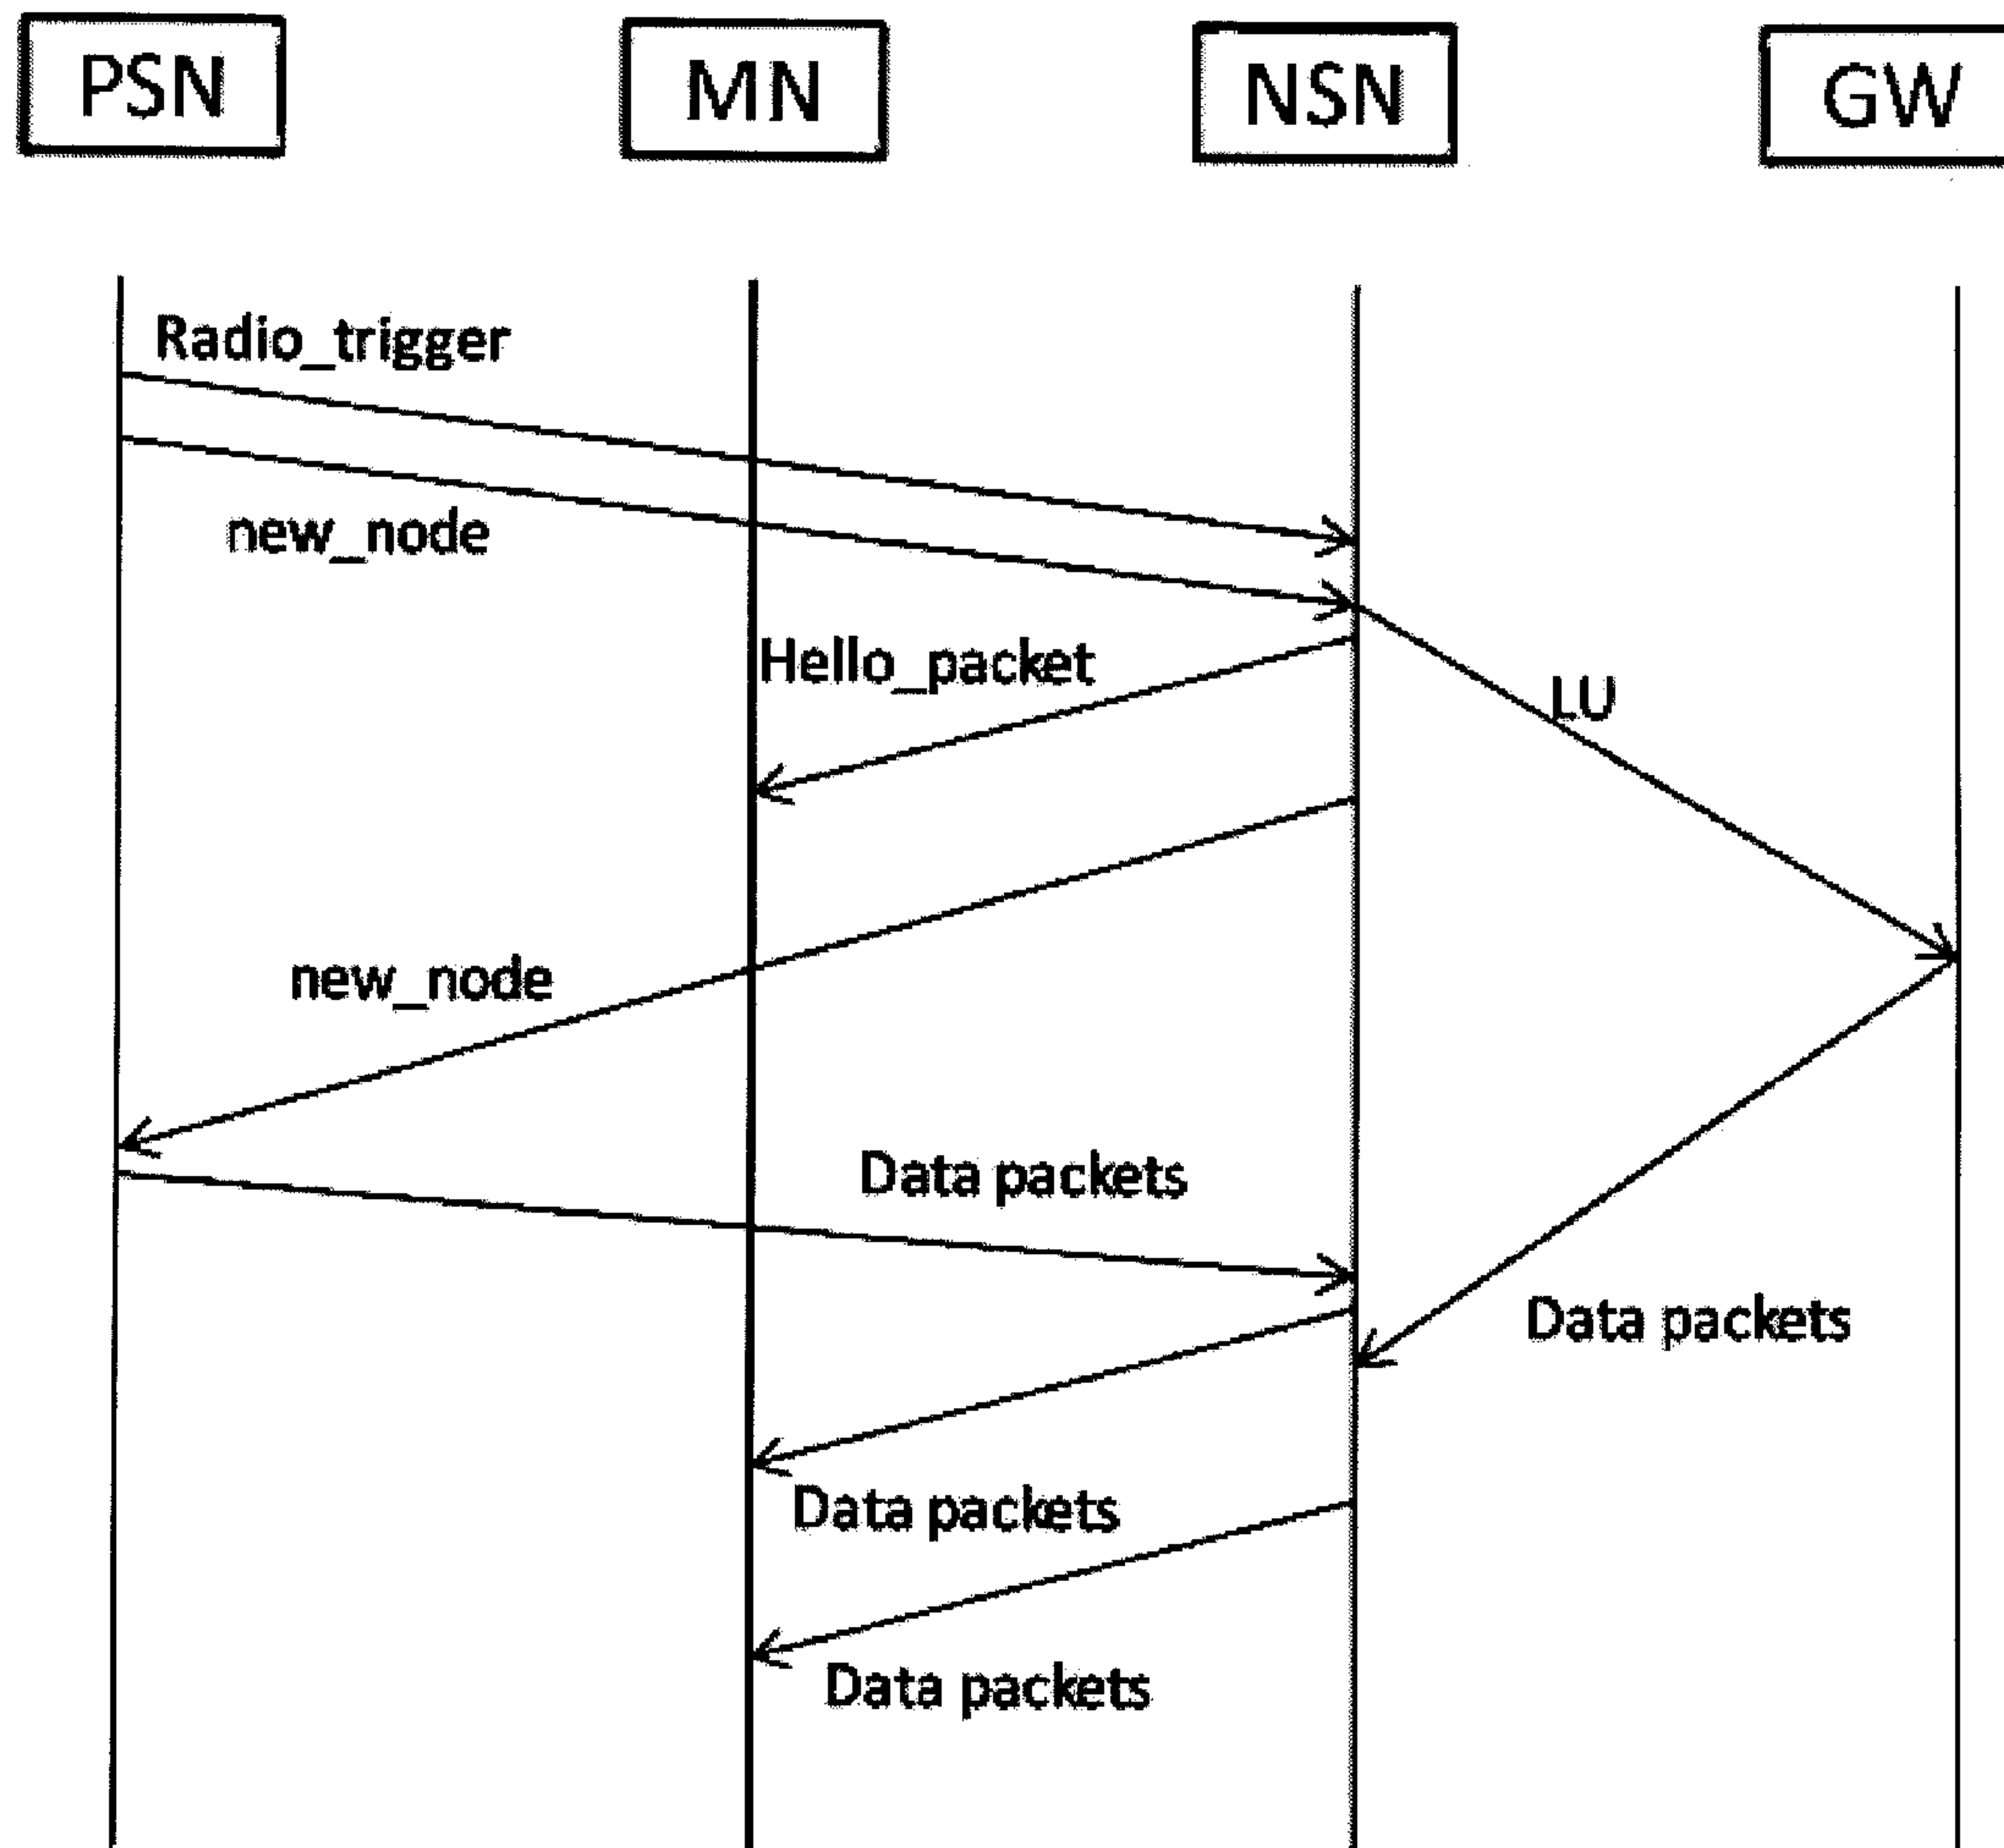 PSN
MN
NSN
GW
Radio_trigger
new_node
Hello_packet
LU
new_node
Data packets
Data packets
Data packets
Data packets